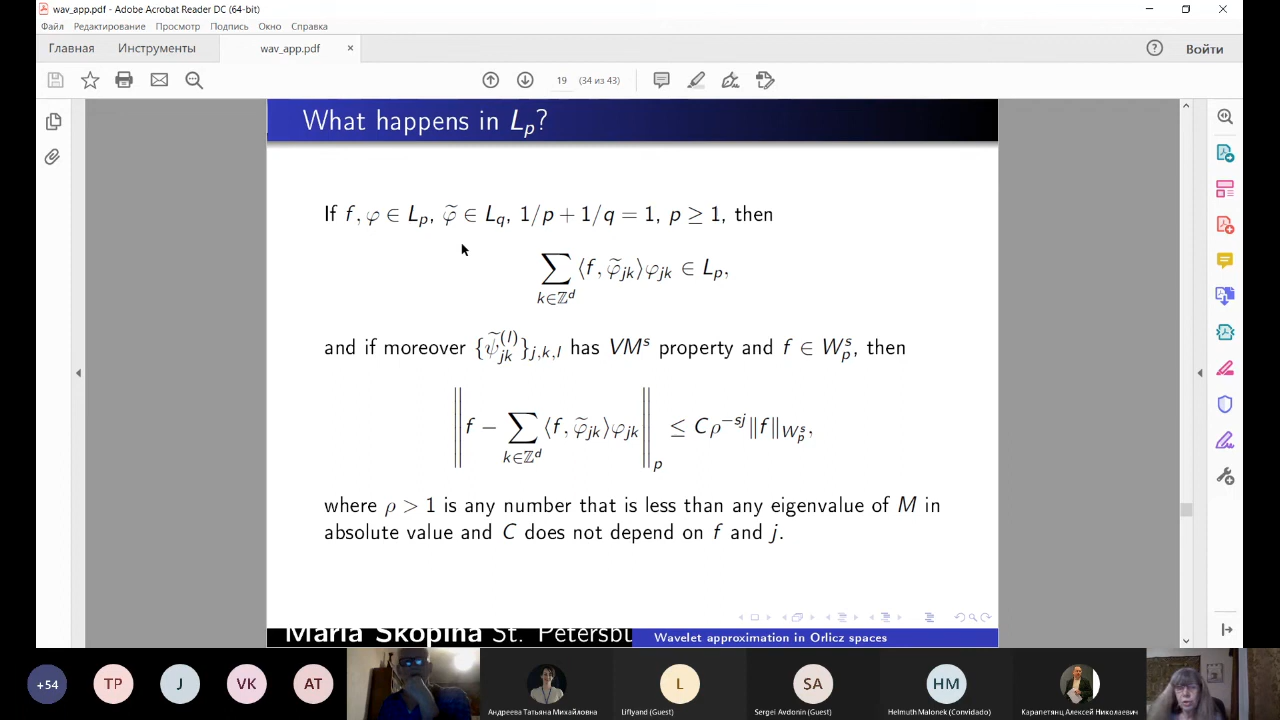 wav_app.pdf - Adobe Acrobat Reader DC (64-bit)
Файл Редактирование Просмотр Подпись Окно Справка
Главная Инструменты wav_app.pdf × Войти
19 (34 из 43)
What happens in Lₚ?
If f, φ ∈ Lₚ, φ̃ ∈ L_q, 1/p + 1/q = 1, p ≥ 1, then
∑_{k∈ℤ^d} ⟨f, φ̃_{jk}⟩φ_{jk} ∈ Lₚ,
and if moreover {ψ̃^{(l)}_{jk}}_{j,k,l} has VM^s property and f ∈ W^s_p, then
‖f − ∑_{k∈ℤ^d} ⟨f, φ̃_{jk}⟩φ_{jk}‖_p ≤ Cρ^{−sj}‖f‖_{W^s_p},
where ρ > 1 is any number that is less than any eigenvalue of M in
absolute value and C does not depend on f and j.
Maria Skopina St. Petersbu
Wavelet approximation in Orlicz spaces
+54 TP J VK AT L SA HM
Андреева Татьяна Михайловна
Liflyand (Guest)
Sergei Avdonin (Guest)
Helmuth Malonek (Convidado)
Карапетянц Алексей Николаевич